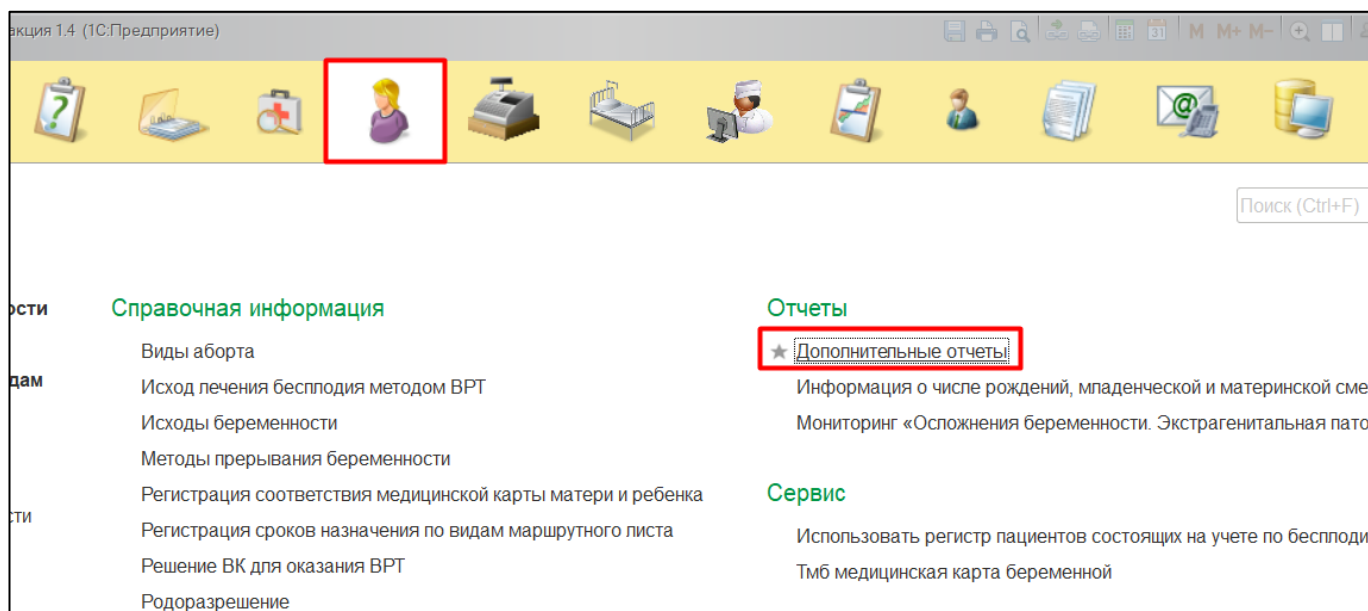 акция 1.4 (1С:Предприятие)
31 M M+ M-
Поиск (Ctrl+F)
ости
дам
сти
Справочная информация
Виды аборта
Исход лечения бесплодия методом ВРТ
Исходы беременности
Методы прерывания беременности
Регистрация соответствия медицинской карты матери и ребенка
Регистрация сроков назначения по видам маршрутного листа
Решение ВК для оказания ВРТ
Родоразрешение
Отчеты
Дополнительные отчеты
Информация о числе рождений, младенческой и материнской сме
Мониторинг «Осложнения беременности. Экстрагенитальная пато
Сервис
Использовать регистр пациентов состоящих на учете по бесплоди
Тмб медицинская карта беременной